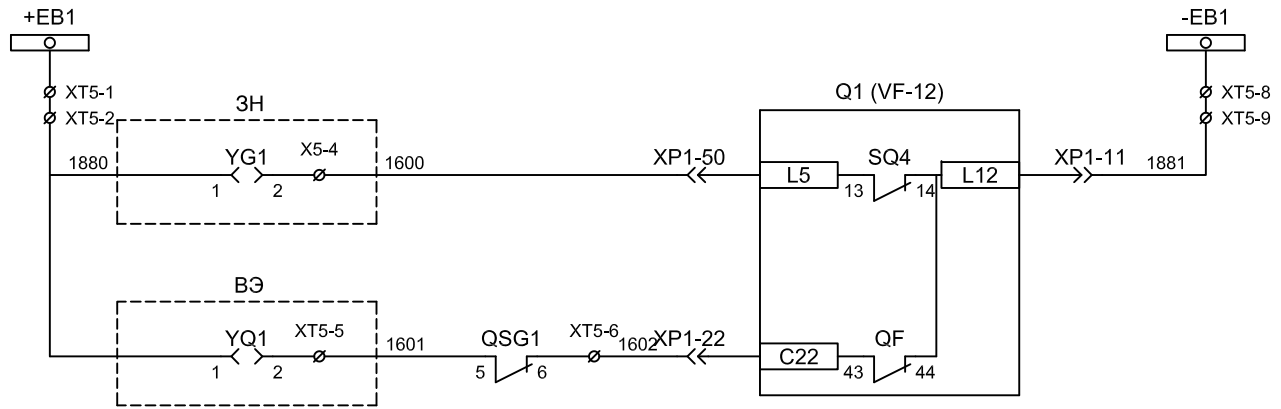 +EB1
-EB1
XT5-1
XT5-2
XT5-8
XT5-9
ЗН
Q1 (VF-12)
1880
YG1
X5-4
1600
XP1-50
SQ4
XP1-11
1881
1
2
L5
13
14
L12
ВЭ
YQ1
XT5-5
1601
QSG1
XT5-6
1602
XP1-22
QF
1
2
5
6
C22
43
44